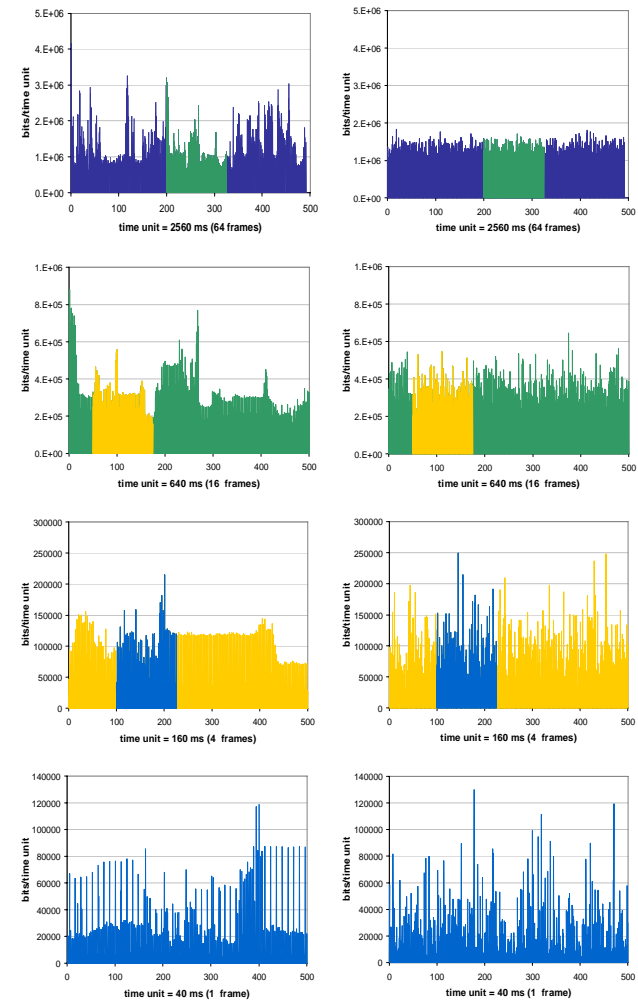 5.E+06
4.E+06
3.E+06
2.E+06
1.E+06
0.E+00
bits/time unit
0 100 200 300 400 500
time unit = 2560 ms (64 frames)
5.E+06
4.E+06
3.E+06
2.E+06
1.E+06
0.E+00
bits/time unit
0 100 200 300 400 500
time unit = 2560 ms (64 frames)
1.E+06
8.E+05
6.E+05
4.E+05
2.E+05
0.E+00
bits/time unit
0 100 200 300 400 500
time unit = 640 ms (16 frames)
1.E+06
8.E+05
6.E+05
4.E+05
2.E+05
0.E+00
bits/time unit
0 100 200 300 400 500
time unit = 640 ms (16 frames)
300000
250000
200000
150000
100000
50000
0
bits/time unit
0 100 200 300 400 500
time unit = 160 ms (4 frames)
300000
250000
200000
150000
100000
50000
0
bits/time unit
0 100 200 300 400 500
time unit = 160 ms (4 frames)
140000
120000
100000
80000
60000
40000
20000
0
bits/time unit
0 100 200 300 400 500
time unit = 40 ms (1 frame)
140000
120000
100000
80000
60000
40000
20000
0
bits/time unit
0 100 200 300 400 500
time unit = 40 ms (1 frame)